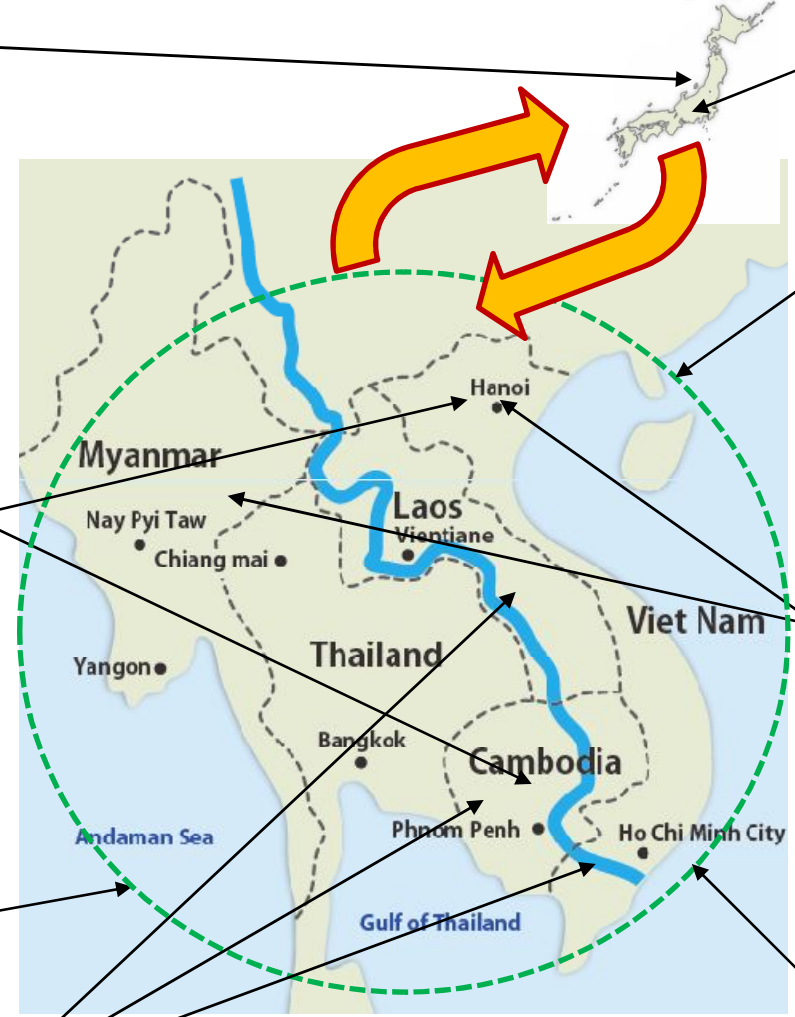 Hanoi
Myanmar
Laos
Nay Pyi Taw
Vientiane
Chiang mai
Viet Nam
Thailand
Yangon
Bangkok
Cambodia
Phnom Penh
Ho Chi Minh City
Andaman Sea
Gulf of Thailand